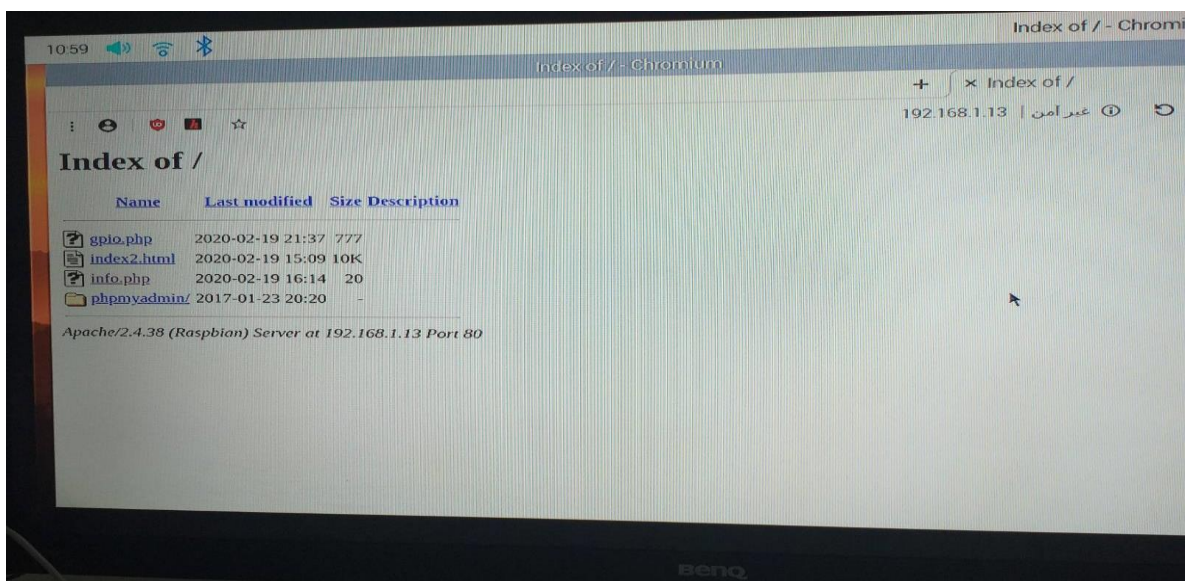 Index of / - Chromi
10:59
Index of / - Chromium
+ × Index of /
192.168.1.13 | غير آمن
Index of /
Name Last modified Size Description
gpio.php 2020-02-19 21:37 777
index2.html 2020-02-19 15:09 10K
info.php 2020-02-19 16:14 20
phpmyadmin/ 2017-01-23 20:20 -
Apache/2.4.38 (Raspbian) Server at 192.168.1.13 Port 80
BenQ